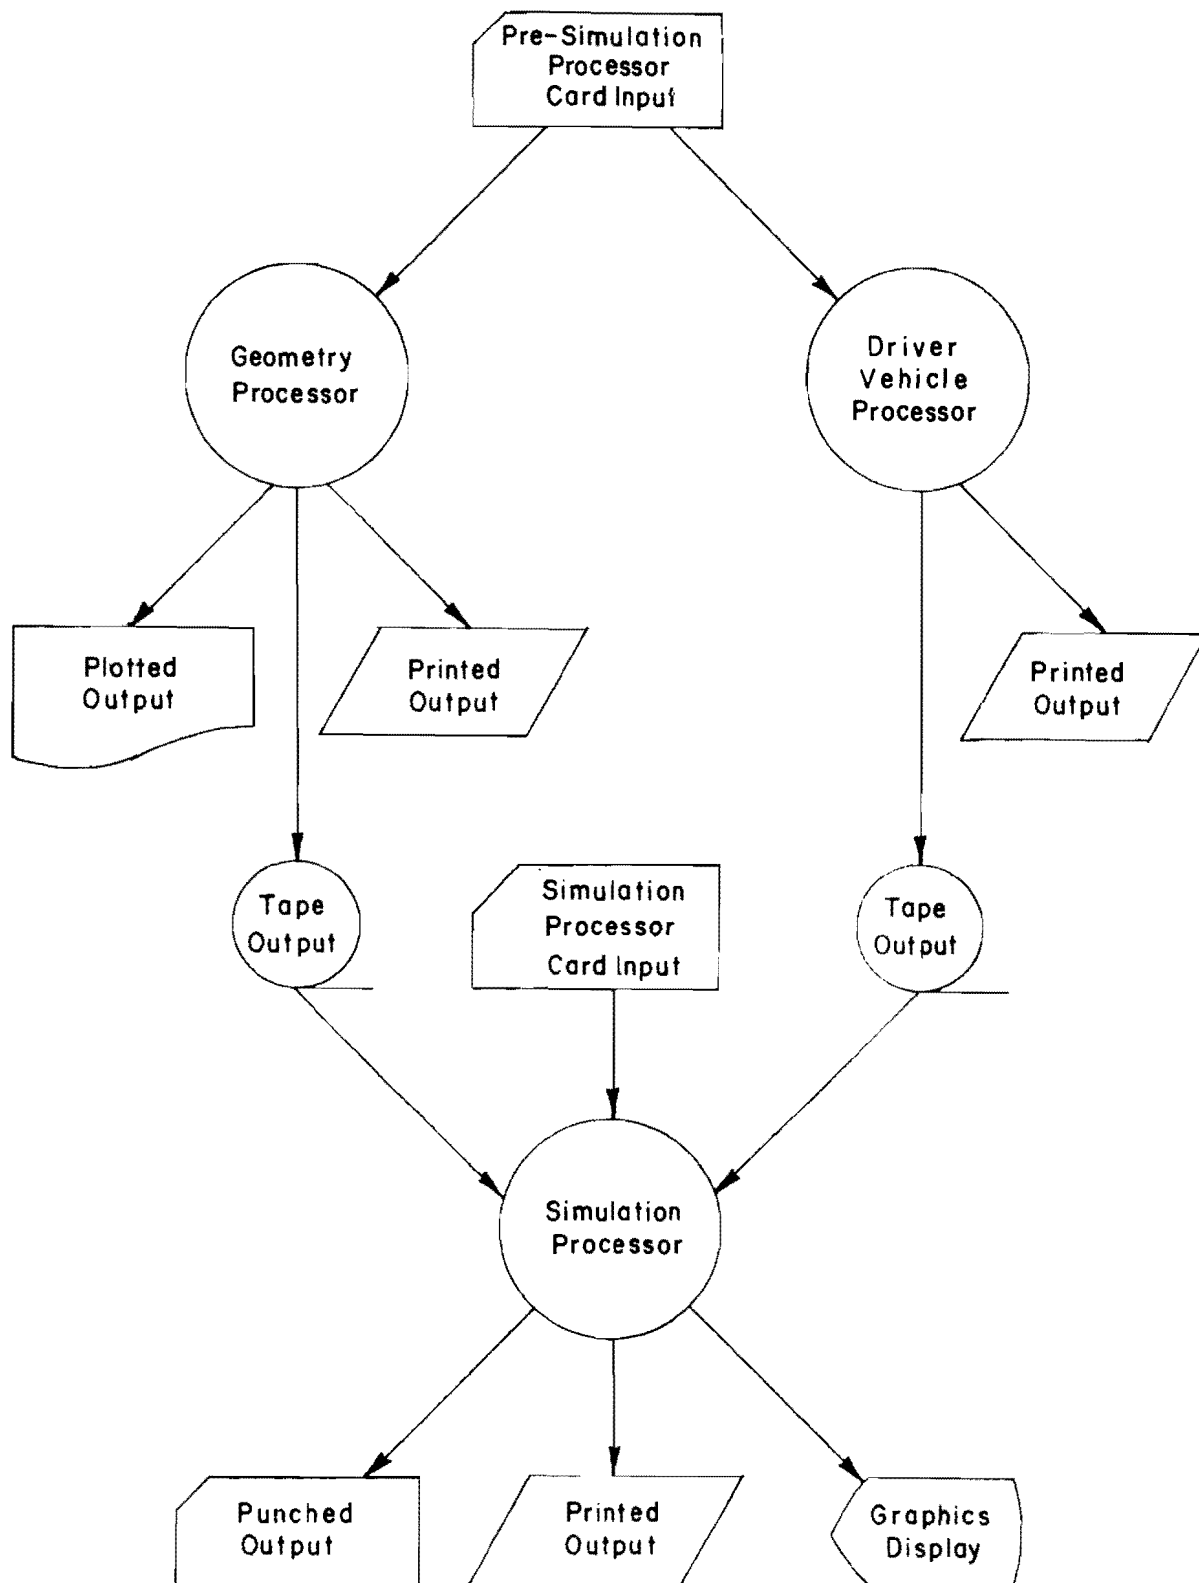 Pre-Simulation
Processor
Card Input
Geometry
Processor
Driver
Vehicle
Processor
Plotted
Output
Printed
Output
Printed
Output
Tape
Output
Simulation
Processor
Card Input
Tape
Output
Simulation
Processor
Punched
Output
Printed
Output
Graphics
Display